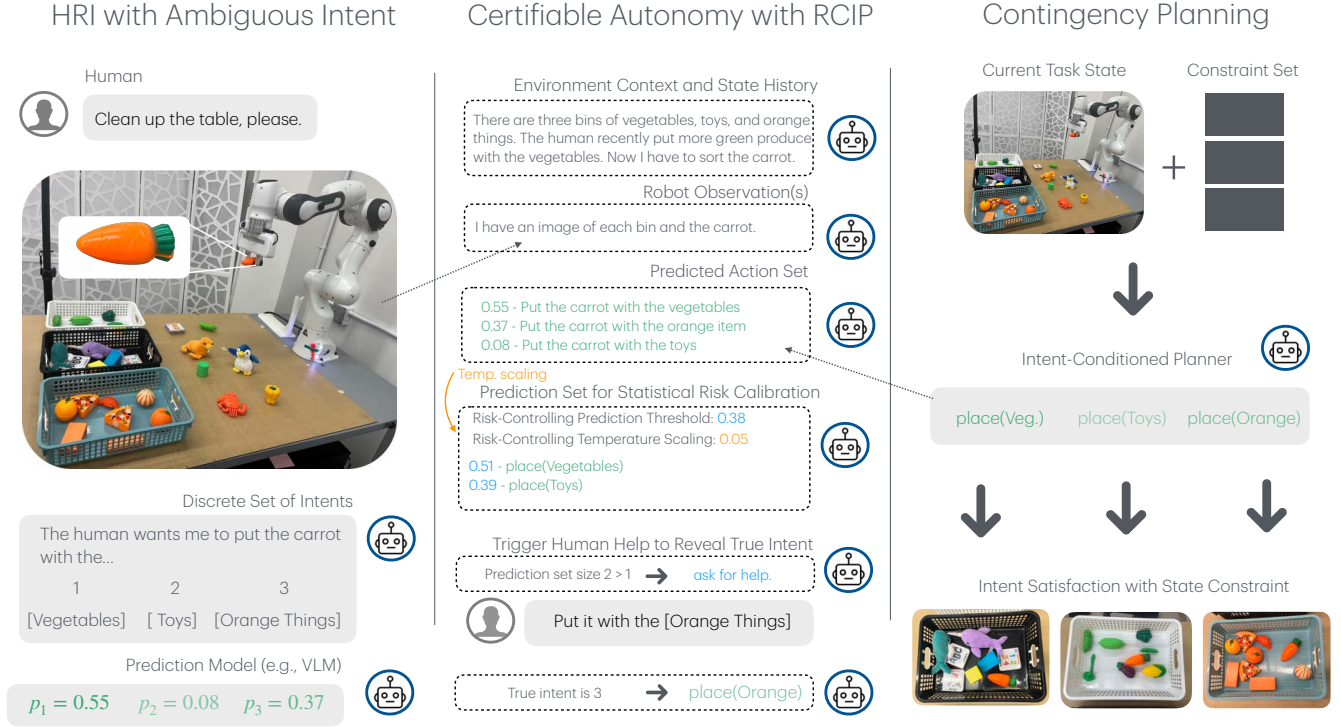 HRI with Ambiguous Intent
Human
Clean up the table, please.
Discrete Set of Intents
The human wants me to put the carrot
with the...
1 2 3
[Vegetables] [ Toys] [Orange Things]
Prediction Model (e.g., VLM)
p₁ = 0.55 p₂ = 0.08 p₃ = 0.37
Certifiable Autonomy with RCIP
Environment Context and State History
There are three bins of vegetables, toys, and orange
things. The human recently put more green produce
with the vegetables. Now I have to sort the carrot.
Robot Observation(s)
I have an image of each bin and the carrot.
Predicted Action Set
0.55 - Put the carrot with the vegetables
0.37 - Put the carrot with the orange item
0.08 - Put the carrot with the toys
Temp. scaling
Prediction Set for Statistical Risk Calibration
Risk-Controlling Prediction Threshold: 0.38
Risk-Controlling Temperature Scaling: 0.05
0.51 - place(Vegetables)
0.39 - place(Toys)
Trigger Human Help to Reveal True Intent
Prediction set size 2 > 1 ➔ ask for help.
Put it with the [Orange Things]
True intent is 3 ➔ place(Orange)
Contingency Planning
Current Task State Constraint Set
+
Intent-Conditioned Planner
place(Veg.) place(Toys) place(Orange)
Intent Satisfaction with State Constraint